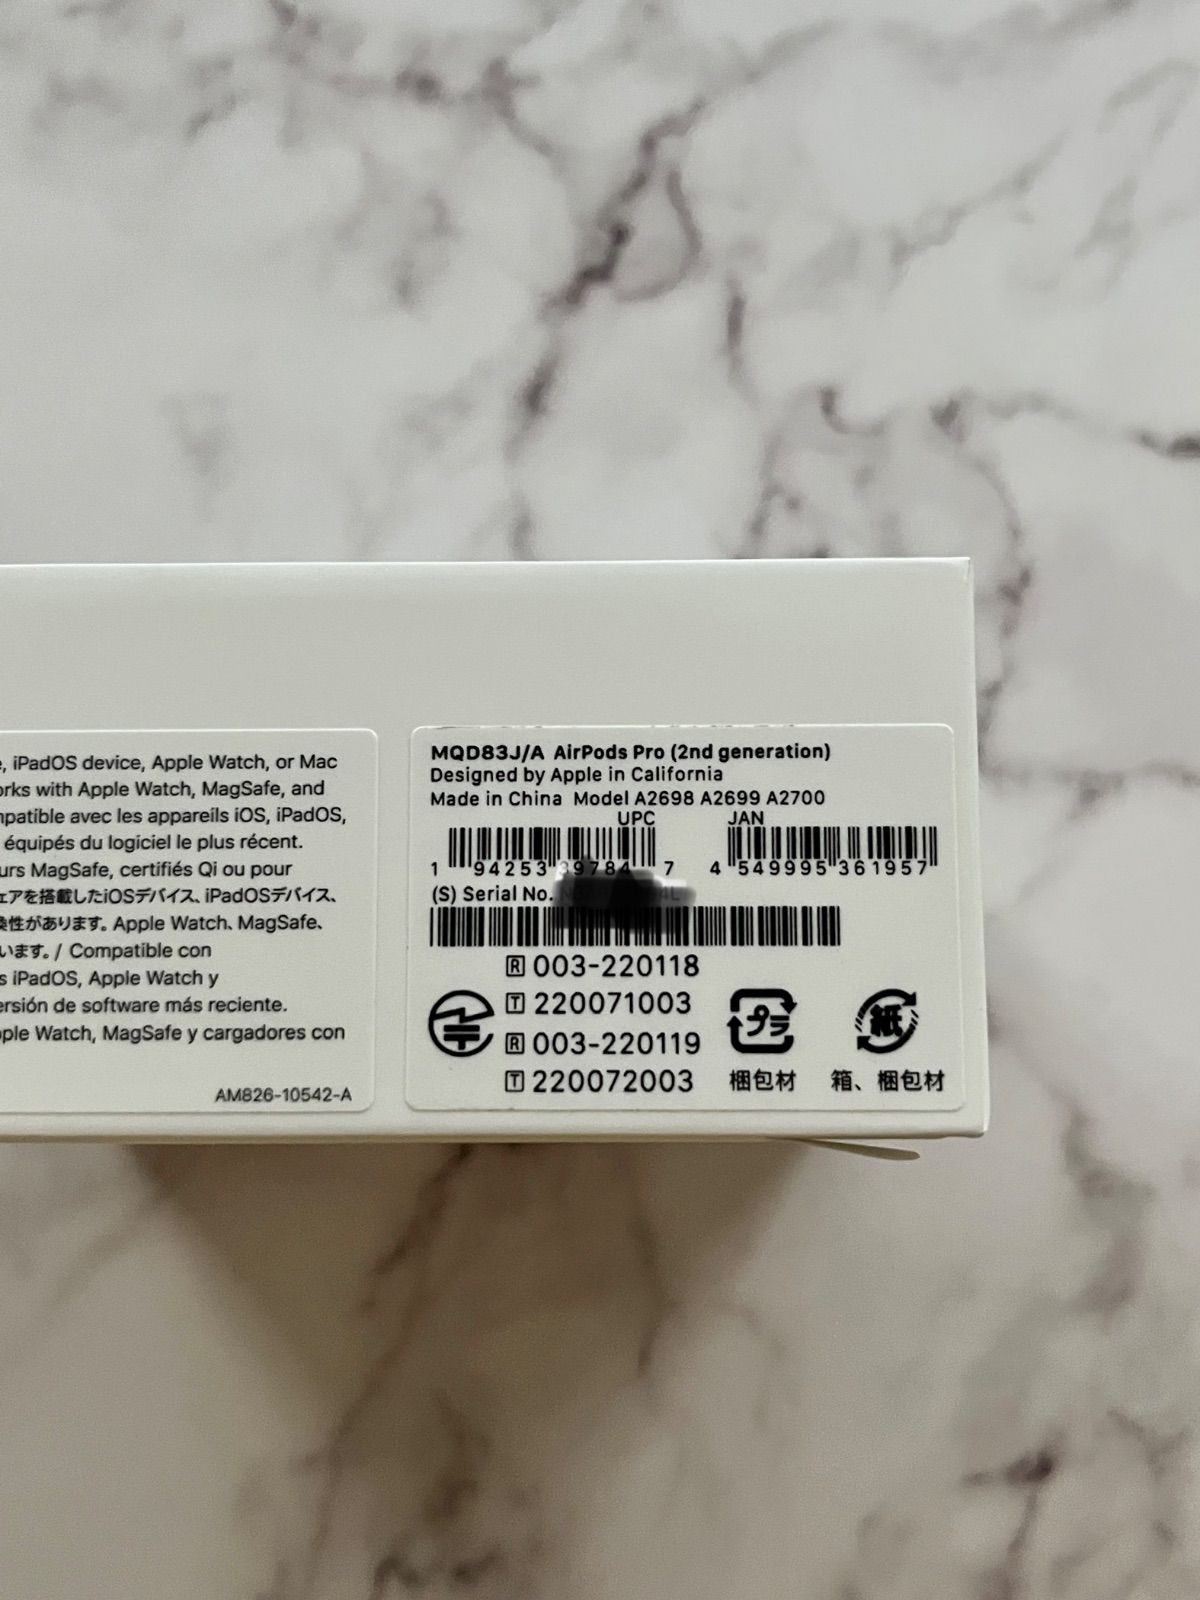 , iPadOS device, Apple Watch, or Mac
orks with Apple Watch, MagSafe, and
mpatible avec les appareils iOS, iPadOS,
équipés du logiciel le plus récent.
urs MagSafe, certifiés Qi ou pour
ェアを搭載したiOSデバイス、iPadOSデバイス、
換性があります。Apple Watch、MagSafe、
います。/ Compatible con
s iPadOS, Apple Watch y
ersión de software más reciente.
pple Watch, MagSafe y cargadores con
AM826-10542-A
MQD83J/A AirPods Pro (2nd generation)
Designed by Apple in California
Made in China Model A2698 A2699 A2700
UPC JAN
1 94253 39784 7 4 549995 361957
(S) Serial No.
R 003-220118
T 220071003
R 003-220119
T 220072003
プラ
紙
梱包材
箱、梱包材